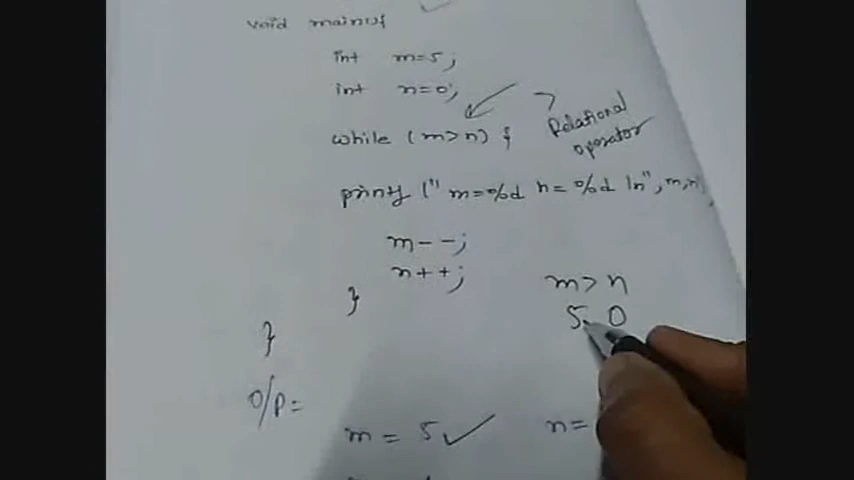 void main(){
int m=5;
int n=0;
while (m>n) {
Relational
operator
printf (" m=%d n=%d \n", m,n);
m--;
n++;
}
m>n
5 0
}
O/P=
m = 5 n=